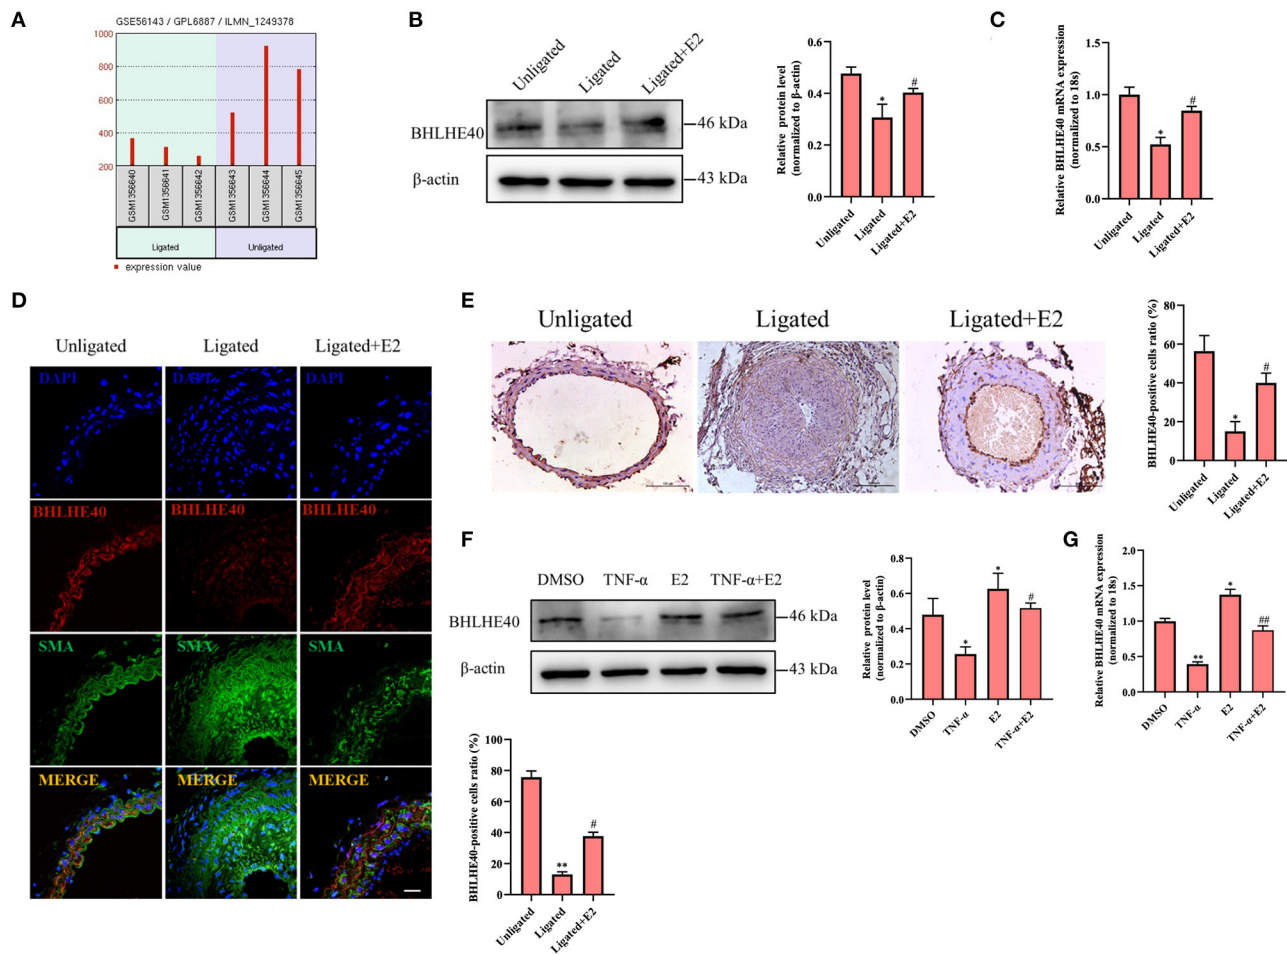 A
GSE56143 / GPL6887 / ILMN_1249378
1000
800
600
400
200
GSM1356640
GSM1356641
GSM1356642
GSM1356643
GSM1356644
GSM1356645
Ligated
Unligated
expression value
B
Unligated
Ligated
Ligated+E2
BHLHE40
46 kDa
β-actin
43 kDa
Relative protein level
(normalized to β-actin)
0.6
0.4
0.2
0.0
*
#
Unligated
Ligated
Ligated+E2
C
Relative BHLHE40 mRNA expression
(normalized to 18s)
1.5
1.0
0.5
0.0
*
#
Unligated
Ligated
Ligated+E2
D
Unligated
Ligated
Ligated+E2
DAPI
DAPI
DAPI
BHLHE40
BHLHE40
BHLHE40
SMA
SMA
SMA
MERGE
MERGE
MERGE
BHLHE40-positive cells ratio (%)
100
80
60
40
20
0
**
#
Unligated
Ligated
Ligated+E2
E
Unligated
Ligated
Ligated+E2
BHLHE40-positive cells ratio (%)
80
60
40
20
0
*
#
Unligated
Ligated
Ligated+E2
F
DMSO
TNF-α
E2
TNF-α+E2
BHLHE40
46 kDa
β-actin
43 kDa
Relative protein level
(normalized to β-actin)
0.8
0.6
0.4
0.2
0.0
*
*
#
DMSO
TNF-α
E2
TNF-α+E2
G
Relative BHLHE40 mRNA expression
(normalized to 18s)
2.0
1.5
1.0
0.5
0.0
**
*
##
DMSO
TNF-α
E2
TNF-α+E2